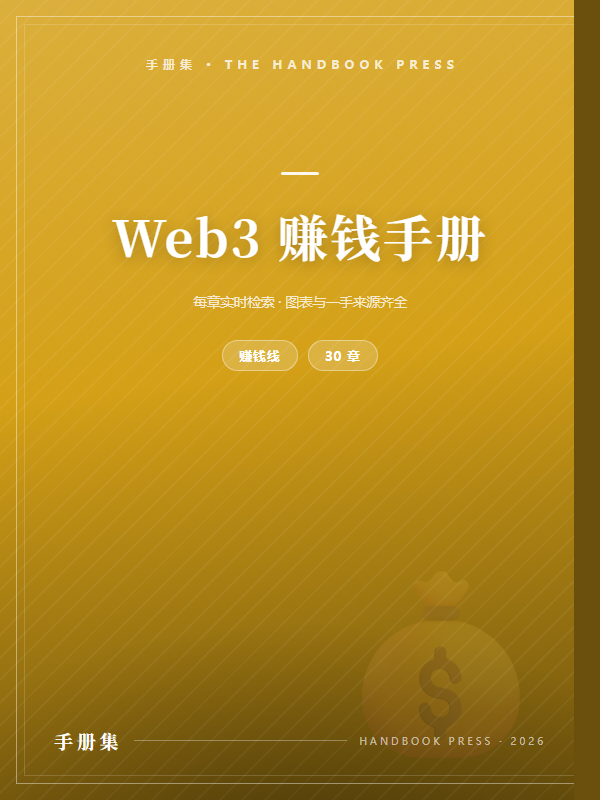 手册集 • THE HANDBOOK PRESS
Web3 赚钱手册
每章实时检索 · 图表与一手来源齐全
赚钱线
30 章
$
手册集
HANDBOOK PRESS · 2026